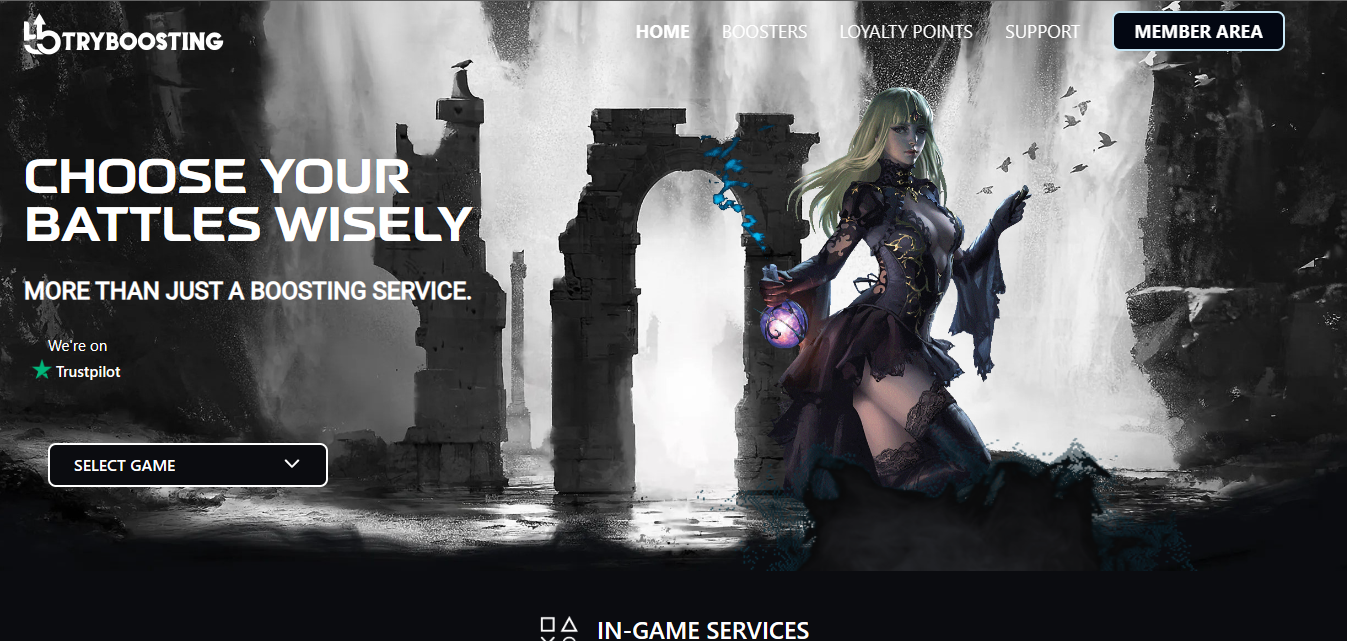 TRYBOOSTING
HOME BOOSTERS LOYALTY POINTS SUPPORT MEMBER AREA
CHOOSE YOUR
BATTLES WISELY
MORE THAN JUST A BOOSTING SERVICE.
We're on
Trustpilot
SELECT GAME
IN-GAME SERVICES